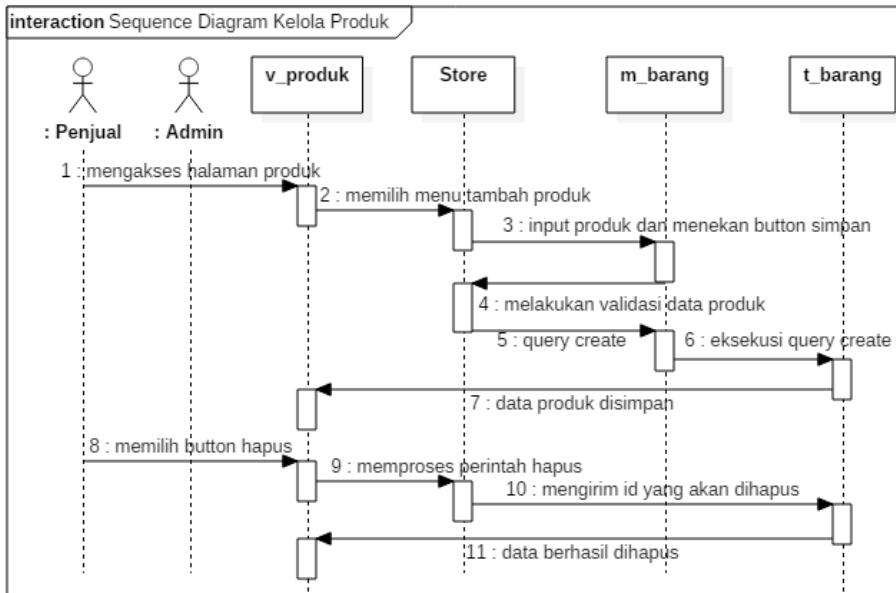 interaction Sequence Diagram Kelola Produk
v_produk
Store
m_barang
t_barang
: Penjual
: Admin
1 : mengakses halaman produk
2 : memilih menu tambah produk
3 : input produk dan menekan button simpan
4 : melakukan validasi data produk
5 : query create
6 : eksekusi query create
7 : data produk disimpan
8 : memilih button hapus
9 : memproses perintah hapus
10 : mengirim id yang akan dihapus
11 : data berhasil dihapus